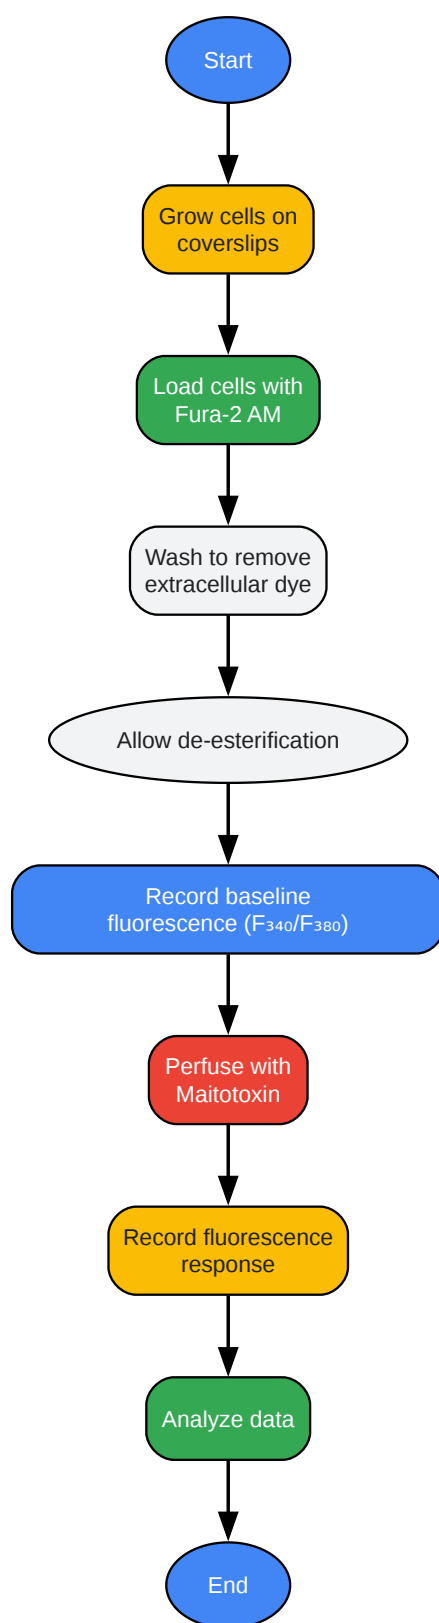 Start
Grow cells on
coverslips
Load cells with
Fura-2 AM
Wash to remove
extracellular dye
Allow de-esterification
Record baseline
fluorescence (F₃₄₀/F₃₈₀)
Perfuse with
Maitotoxin
Record fluorescence
response
Analyze data
End